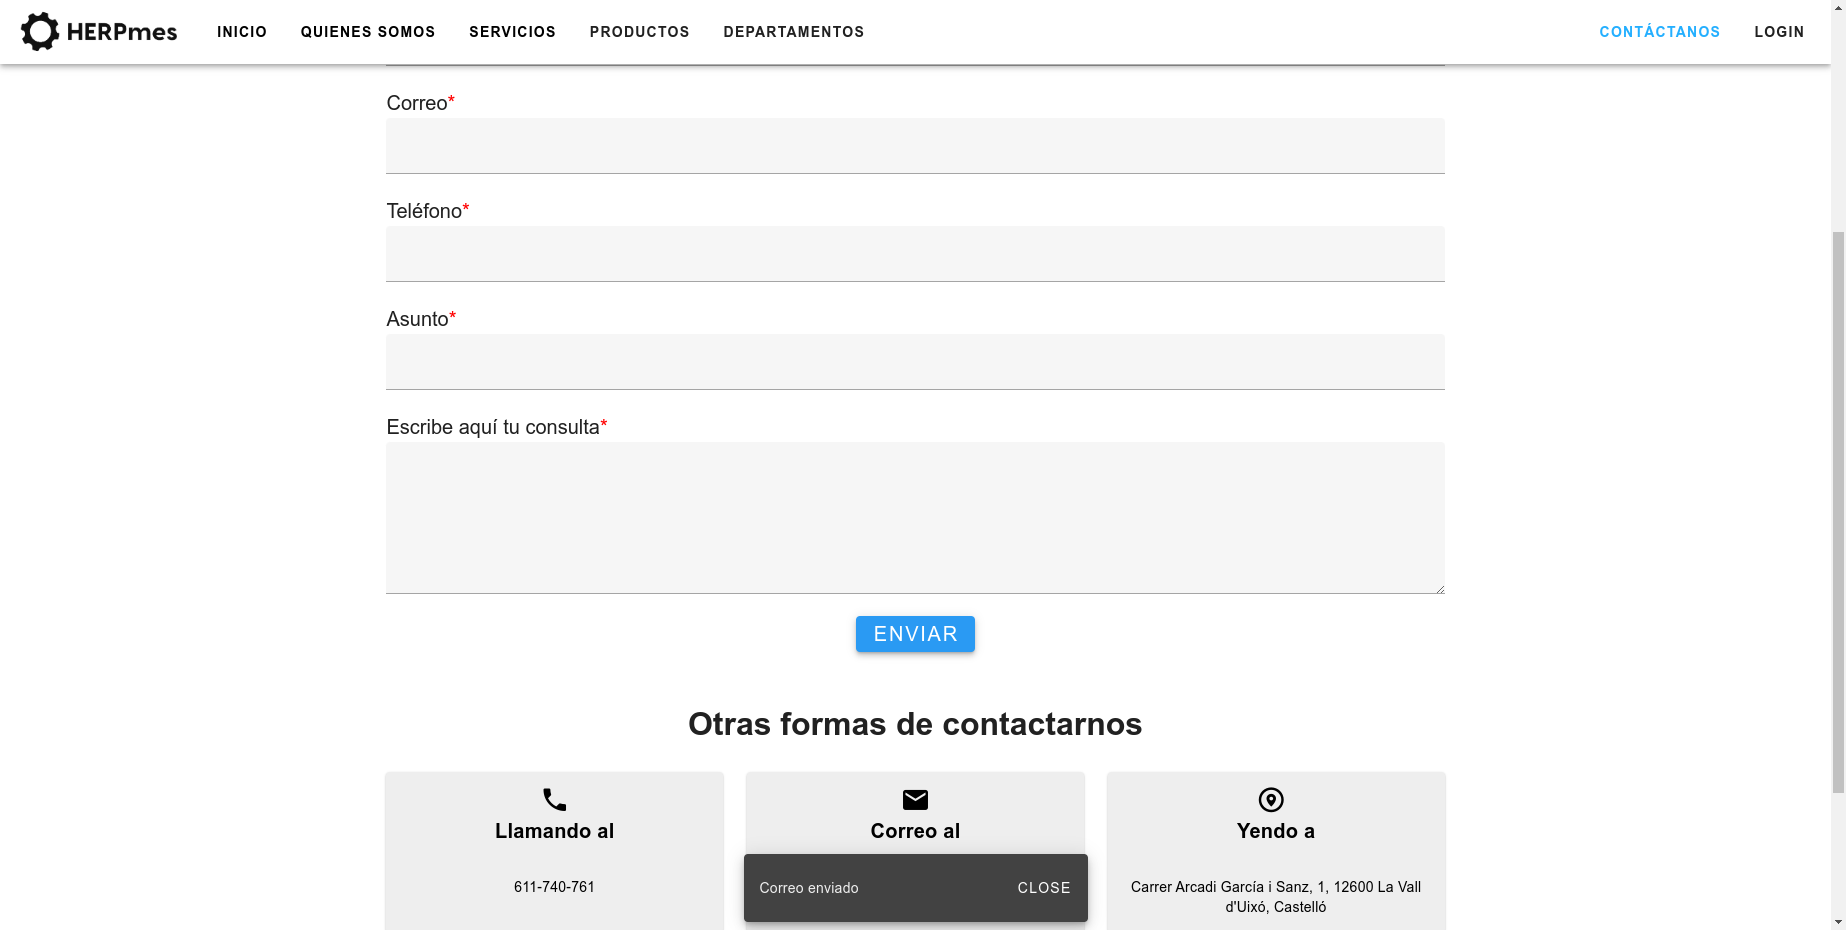 HERPmes INICIO QUIENES SOMOS SERVICIOS PRODUCTOS DEPARTAMENTOS CONTÁCTANOS LOGIN
Correo*
Teléfono*
Asunto*
Escribe aquí tu consulta*
ENVIAR
Otras formas de contactarnos
Llamando al
611-740-761
Correo al
Yendo a
Carrer Arcadi García i Sanz, 1, 12600 La Vall
d'Uixó, Castelló
Correo enviado CLOSE